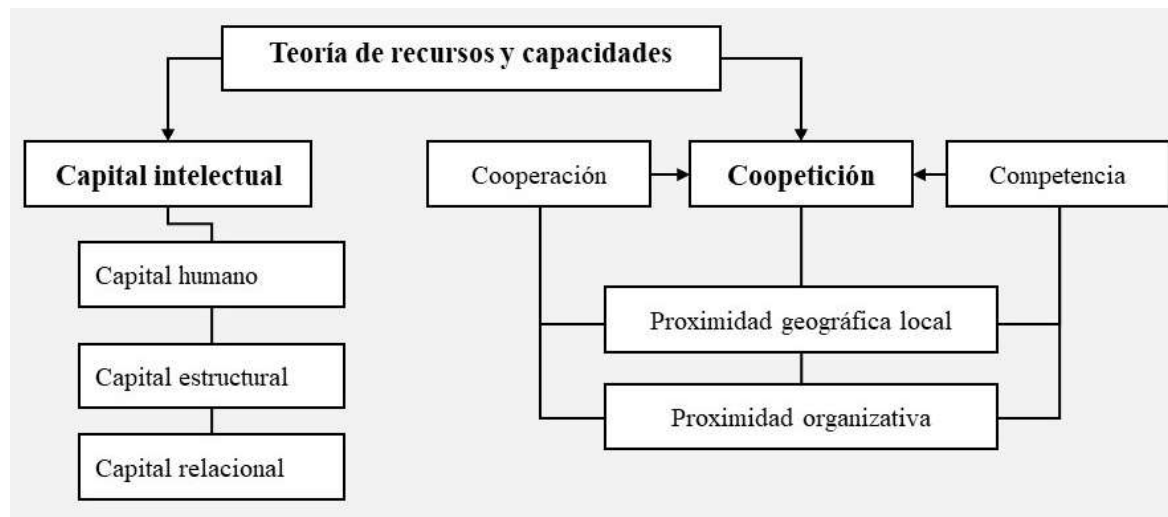 Teoría de recursos y capacidades
Capital intelectual
Cooperación
Coopetición
Competencia
Capital humano
Proximidad geográfica local
Capital estructural
Proximidad organizativa
Capital relacional